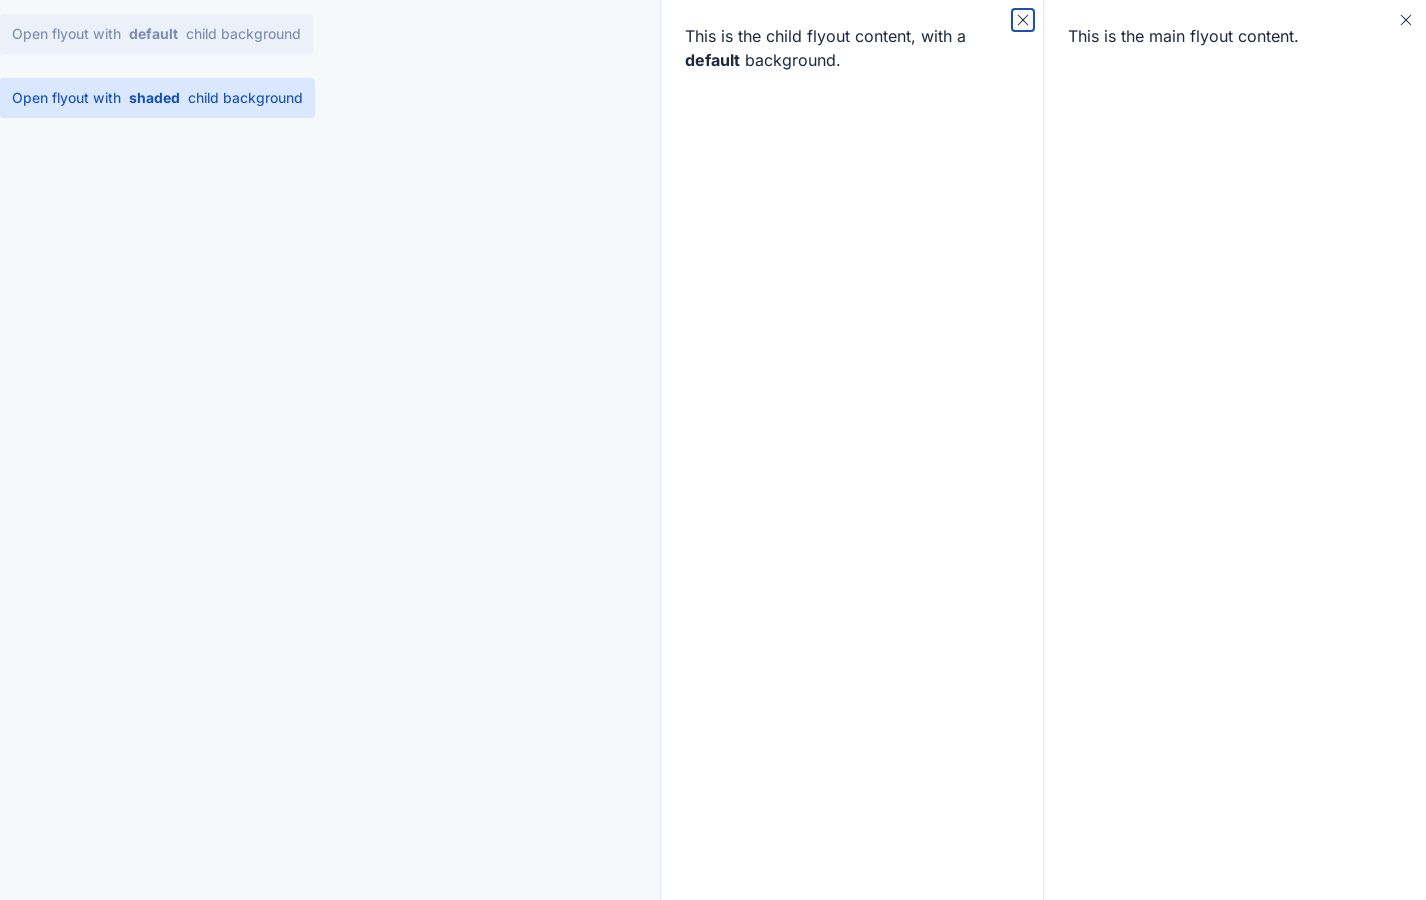 Open flyout with default child background
Open flyout with shaded child background
This is the child flyout content, with a
default background.
This is the main flyout content.